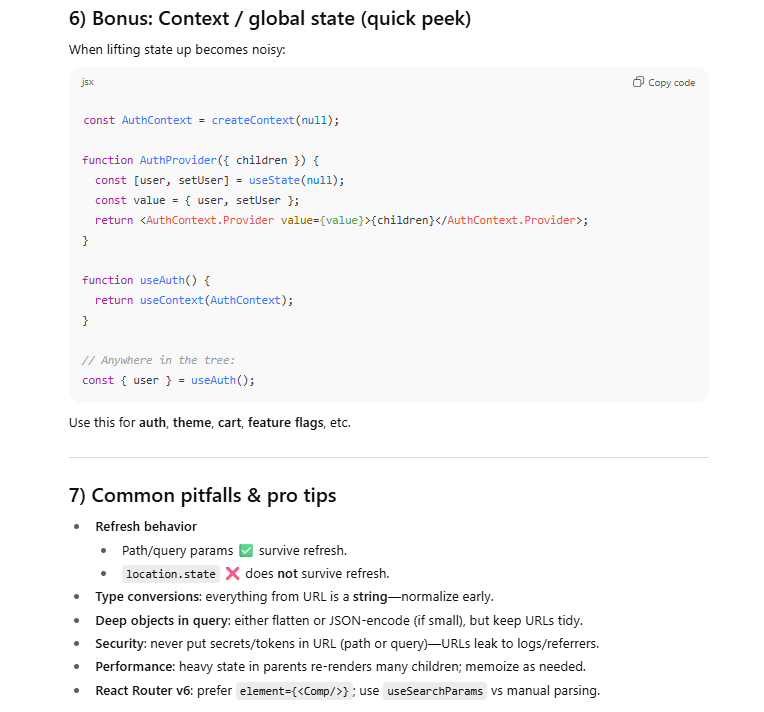 6) Bonus: Context / global state (quick peek)
When lifting state up becomes noisy:
jsx
Copy code
const AuthContext = createContext(null);
function AuthProvider({ children }) {
  const [user, setUser] = useState(null);
  const value = { user, setUser };
  return <AuthContext.Provider value={value}>{children}</AuthContext.Provider>;
}
function useAuth() {
  return useContext(AuthContext);
}
// Anywhere in the tree:
const { user } = useAuth();
Use this for auth, theme, cart, feature flags, etc.
7) Common pitfalls & pro tips
• Refresh behavior
• Path/query params ✅ survive refresh.
• location.state ❌ does not survive refresh.
• Type conversions: everything from URL is a string—normalize early.
• Deep objects in query: either flatten or JSON-encode (if small), but keep URLs tidy.
• Security: never put secrets/tokens in URL (path or query)—URLs leak to logs/referrers.
• Performance: heavy state in parents re-renders many children; memoize as needed.
• React Router v6: prefer element={<Comp/>}; use useSearchParams vs manual parsing.